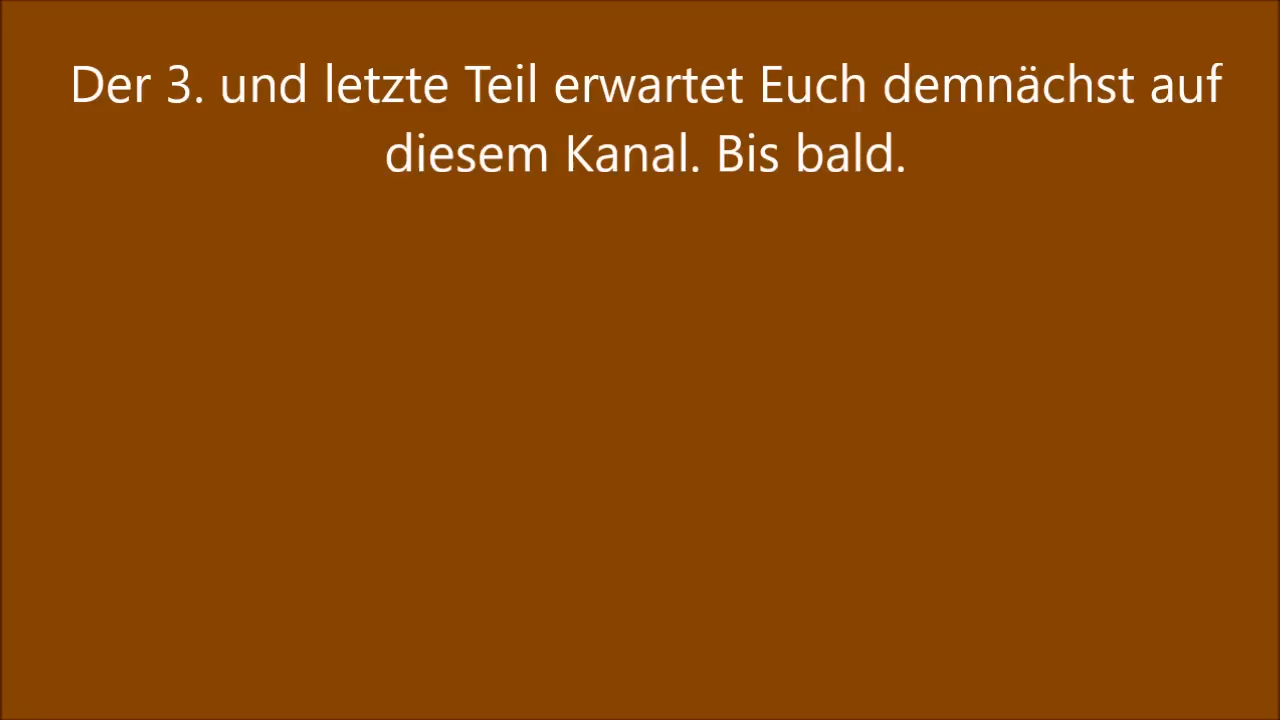 Der 3. und letzte Teil erwartet Euch demnächst auf
diesem Kanal. Bis bald.